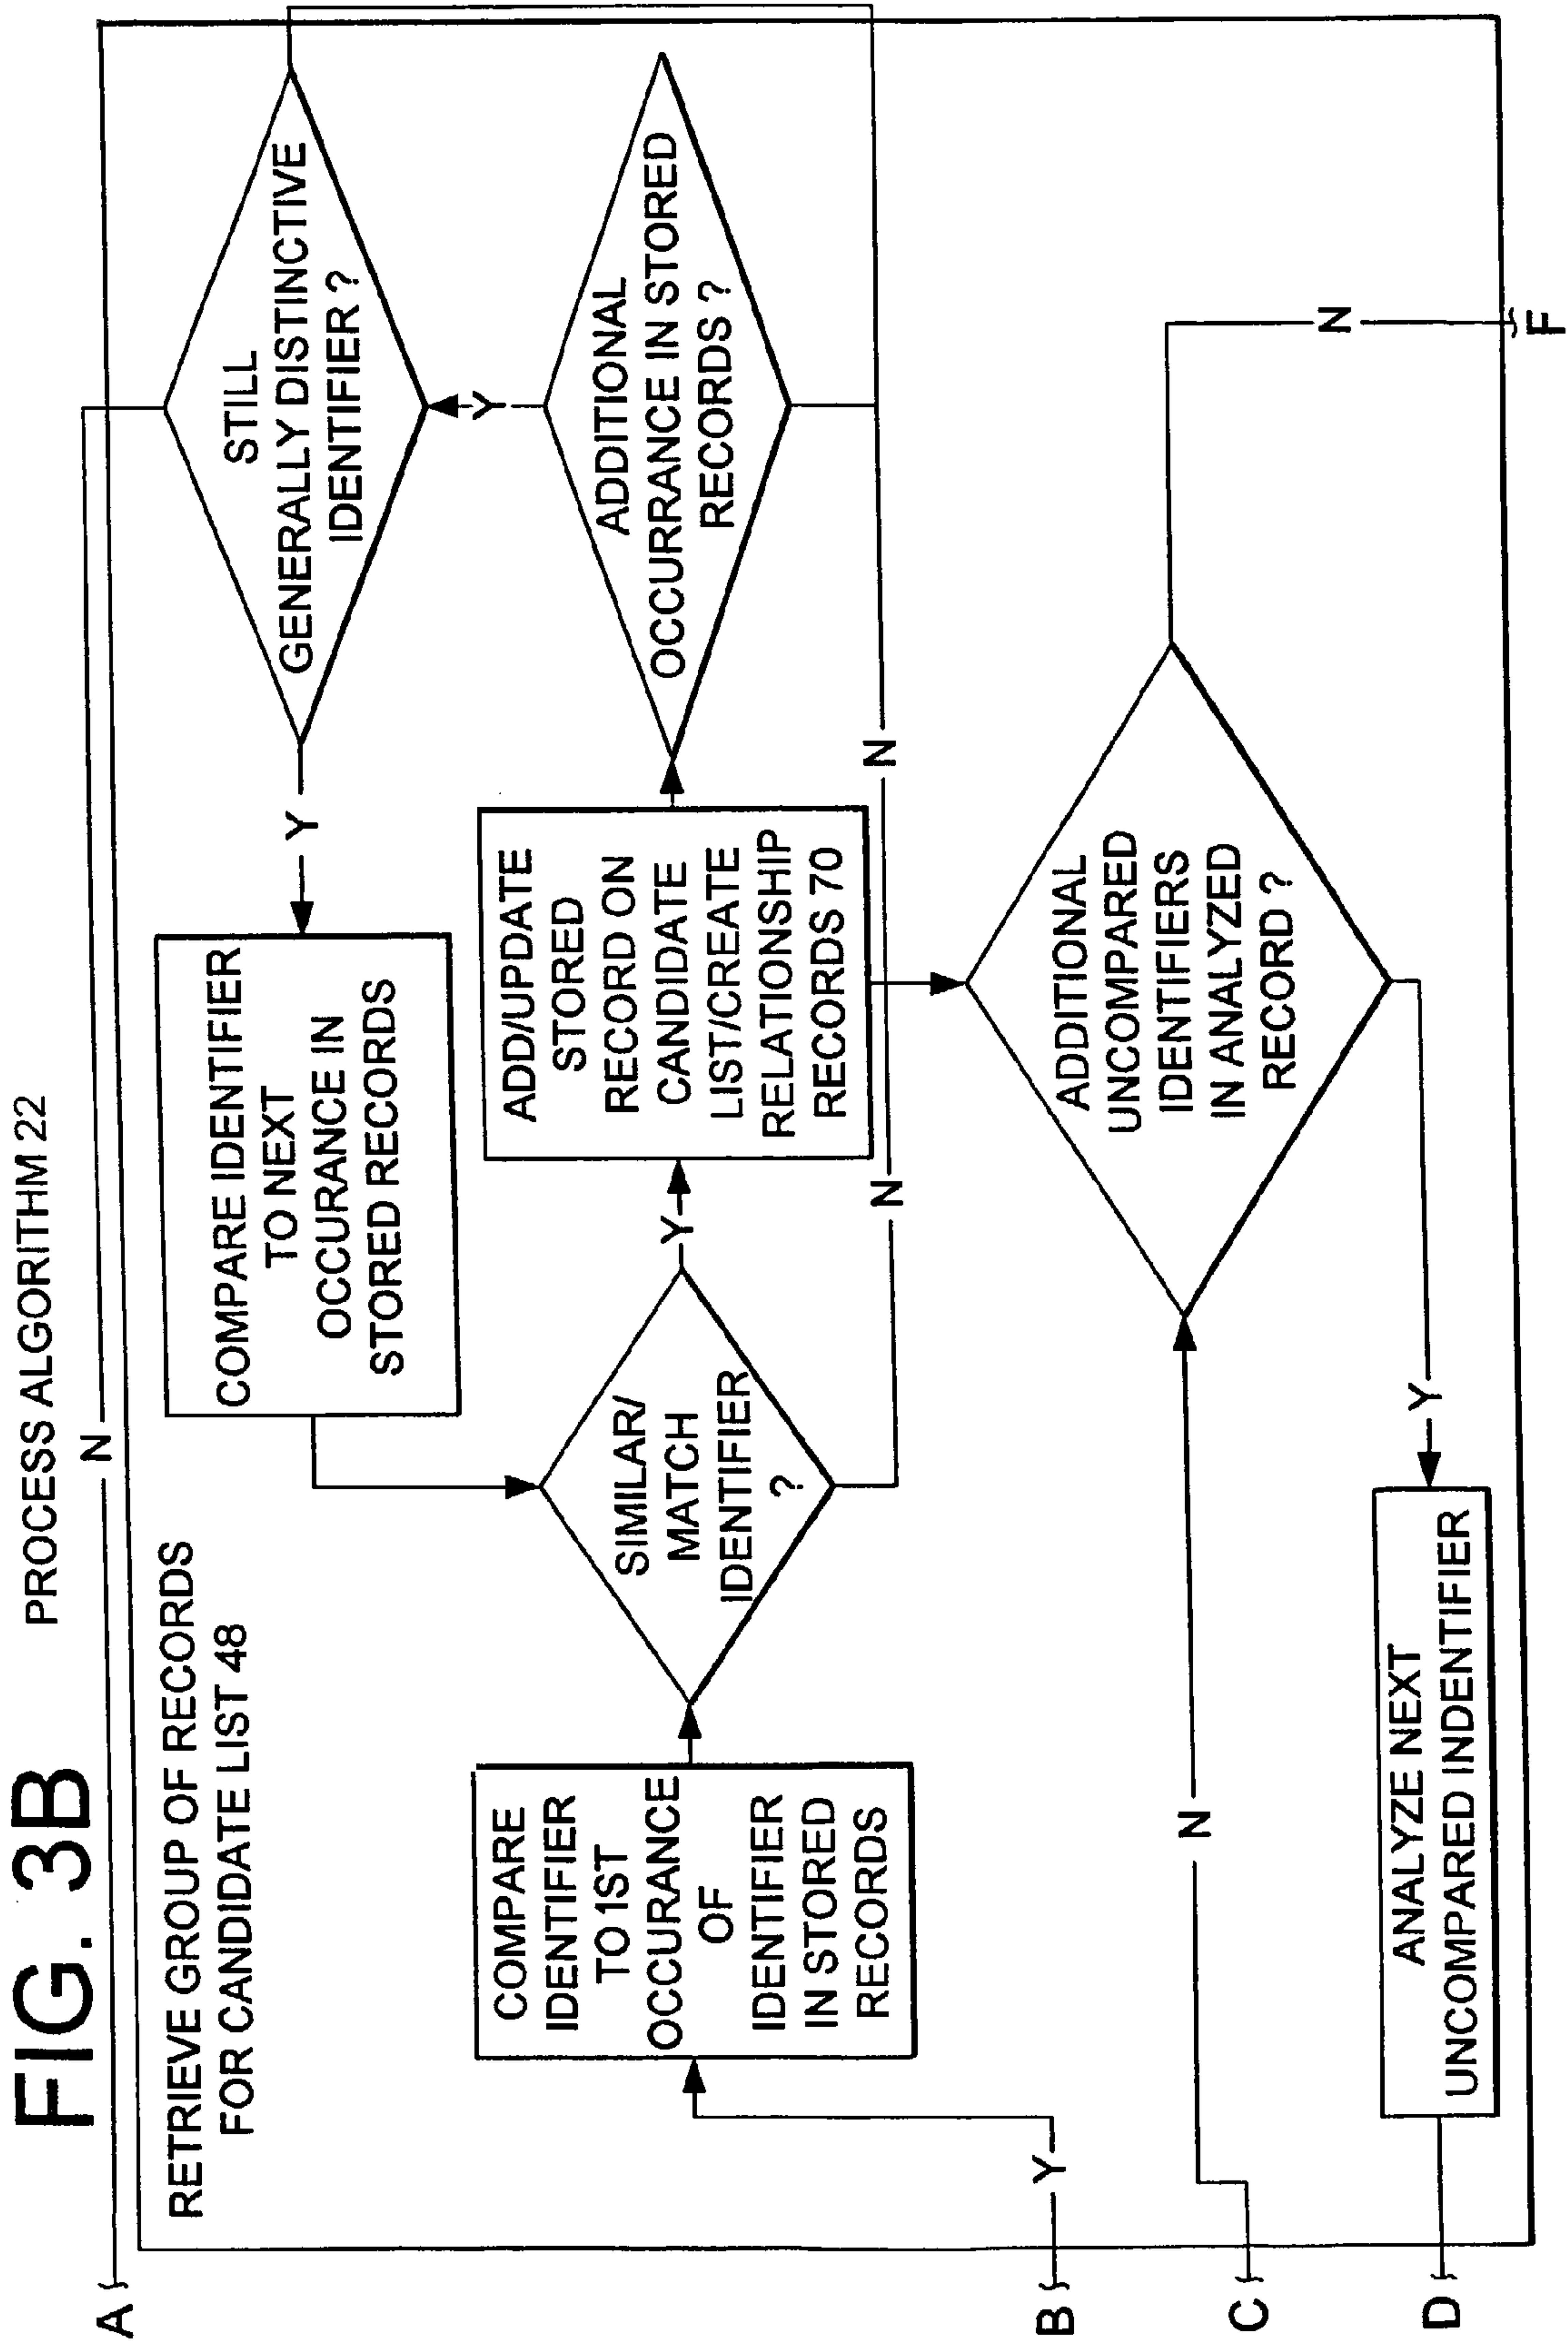 FIG. 3B
PROCESS ALGORITHM 22
A
N
RETRIEVE GROUP OF RECORDS
FOR CANDIDATE LIST 48
COMPARE IDENTIFIER
TO NEXT
OCCURANCE IN
STORED RECORDS
Y
STILL
GENERALLY DISTINCTIVE
IDENTIFIER ?
Y
COMPARE
IDENTIFIER
TO 1ST
OCCURANCE
OF
IDENTIFIER
IN STORED
RECORDS
SIMILAR/
MATCH
IDENTIFIER
?
Y
ADD/UPDATE
STORED
RECORD ON
CANDIDATE
LIST/CREATE
RELATIONSHIP
RECORDS 70
ADDITIONAL
OCCURRANCE IN STORED
RECORDS ?
N
N
B
Y
C
N
ADDITIONAL
UNCOMPARED
IDENTIFIERS
IN ANALYZED
RECORD ?
N
F
D
ANALYZE NEXT
UNCOMPARED INDENTIFIER
Y